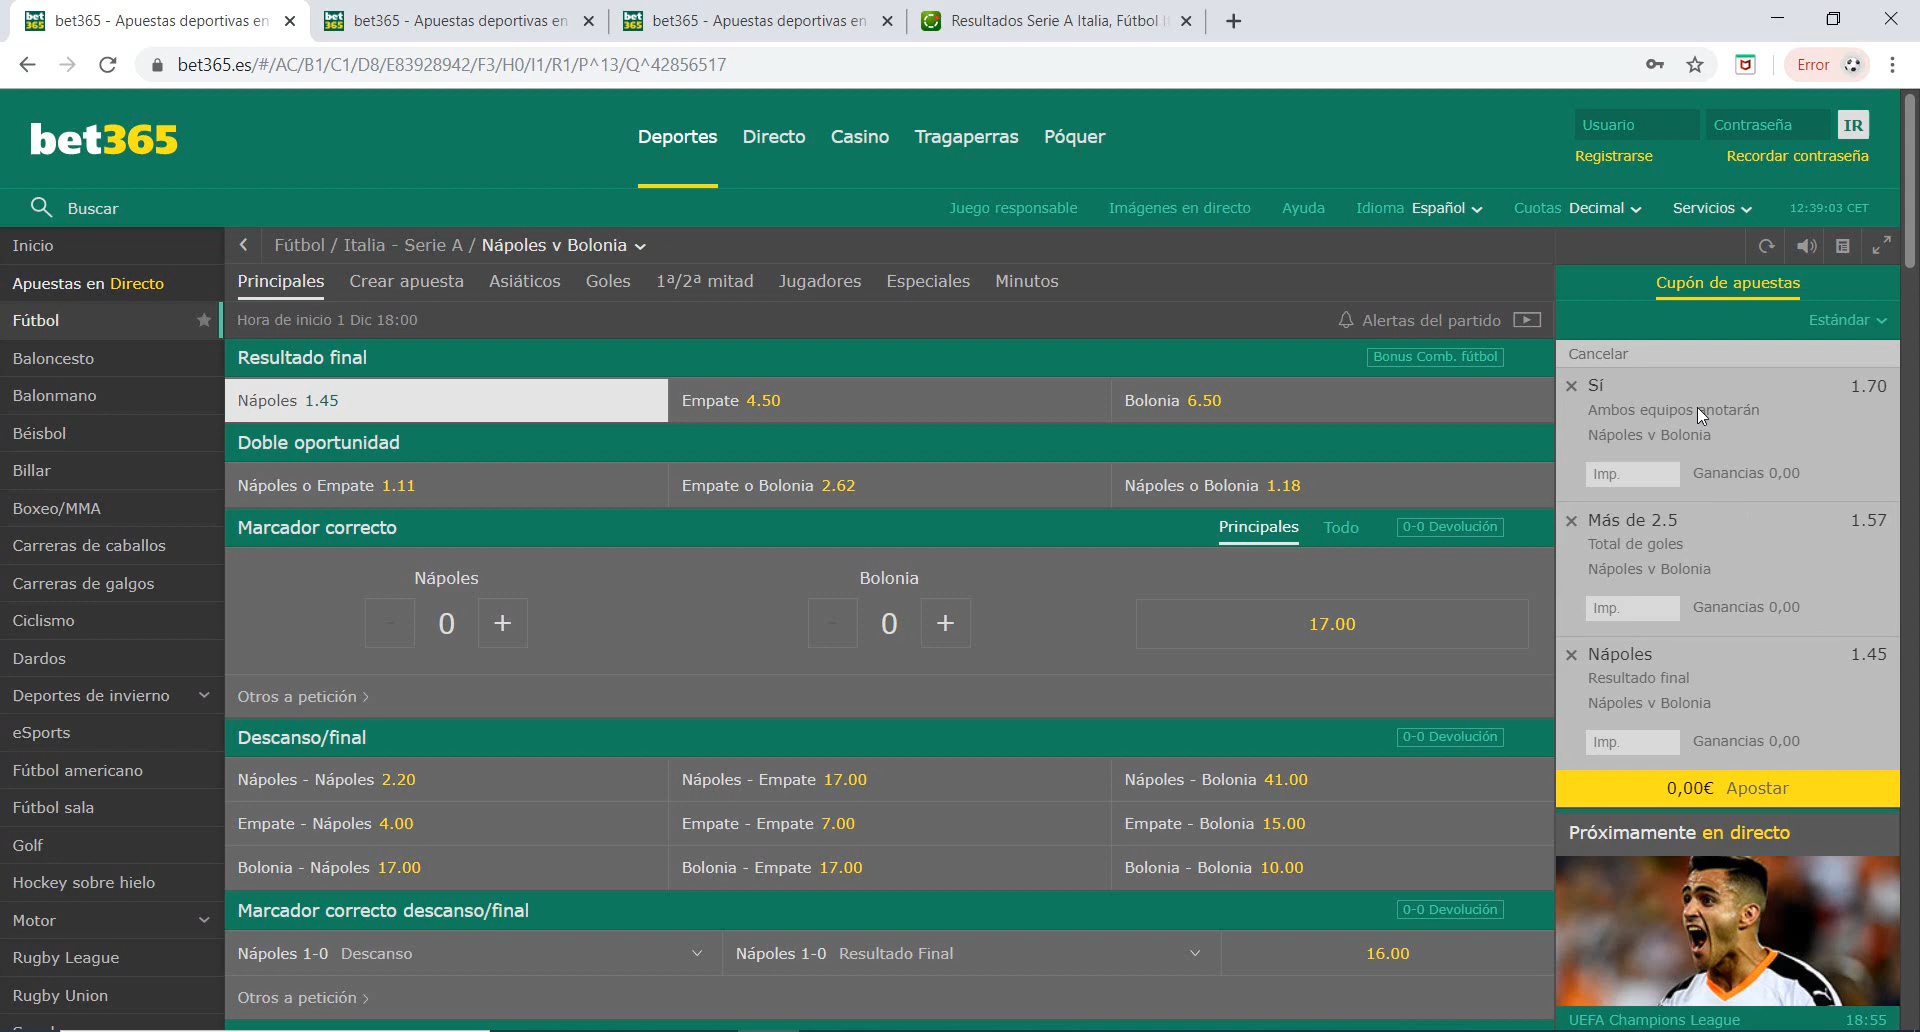 bet365 - Apuestas deportivas en
bet365 - Apuestas deportivas en
bet365 - Apuestas deportivas en
Resultados Serie A Italia, Fútbol
bet365.es/#/AC/B1/C1/D8/E83928942/F3/H0/I1/R1/P^13/Q^42856517
Error
bet365
Deportes
Directo
Casino
Tragaperras
Póquer
Usuario
Contraseña
IR
Registrarse
Recordar contraseña
Buscar
Juego responsable
Imágenes en directo
Ayuda
Idioma Español
Cuotas Decimal
Servicios
12:39:03 CET
Inicio
Apuestas en Directo
Fútbol
Baloncesto
Balonmano
Béisbol
Billar
Boxeo/MMA
Carreras de caballos
Carreras de galgos
Ciclismo
Dardos
Deportes de invierno
eSports
Fútbol americano
Fútbol sala
Golf
Hockey sobre hielo
Motor
Rugby League
Rugby Union
Fútbol / Italia - Serie A / Nápoles v Bolonia
Principales
Crear apuesta
Asiáticos
Goles
1ª/2ª mitad
Jugadores
Especiales
Minutos
Hora de inicio 1 Dic 18:00
Alertas del partido
Resultado final
Bonus Comb. fútbol
Nápoles 1.45
Empate 4.50
Bolonia 6.50
Doble oportunidad
Nápoles o Empate 1.11
Empate o Bolonia 2.62
Nápoles o Bolonia 1.18
Marcador correcto
Principales
Todo
0-0 Devolución
Nápoles
Bolonia
- 0 +
- 0 +
17.00
Otros a petición >
Descanso/final
0-0 Devolución
Nápoles - Nápoles 2.20
Nápoles - Empate 17.00
Nápoles - Bolonia 41.00
Empate - Nápoles 4.00
Empate - Empate 7.00
Empate - Bolonia 15.00
Bolonia - Nápoles 17.00
Bolonia - Empate 17.00
Bolonia - Bolonia 10.00
Marcador correcto descanso/final
0-0 Devolución
Nápoles 1-0 Descanso
Nápoles 1-0 Resultado Final
16.00
Otros a petición >
Cupón de apuestas
Estándar
Cancelar
Sí 1.70
Ambos equipos anotarán
Nápoles v Bolonia
Imp. Ganancias 0,00
Más de 2.5 1.57
Total de goles
Nápoles v Bolonia
Imp. Ganancias 0,00
Nápoles 1.45
Resultado final
Nápoles v Bolonia
Imp. Ganancias 0,00
0,00€ Apostar
Próximamente en directo
UEFA Champions League 18:55